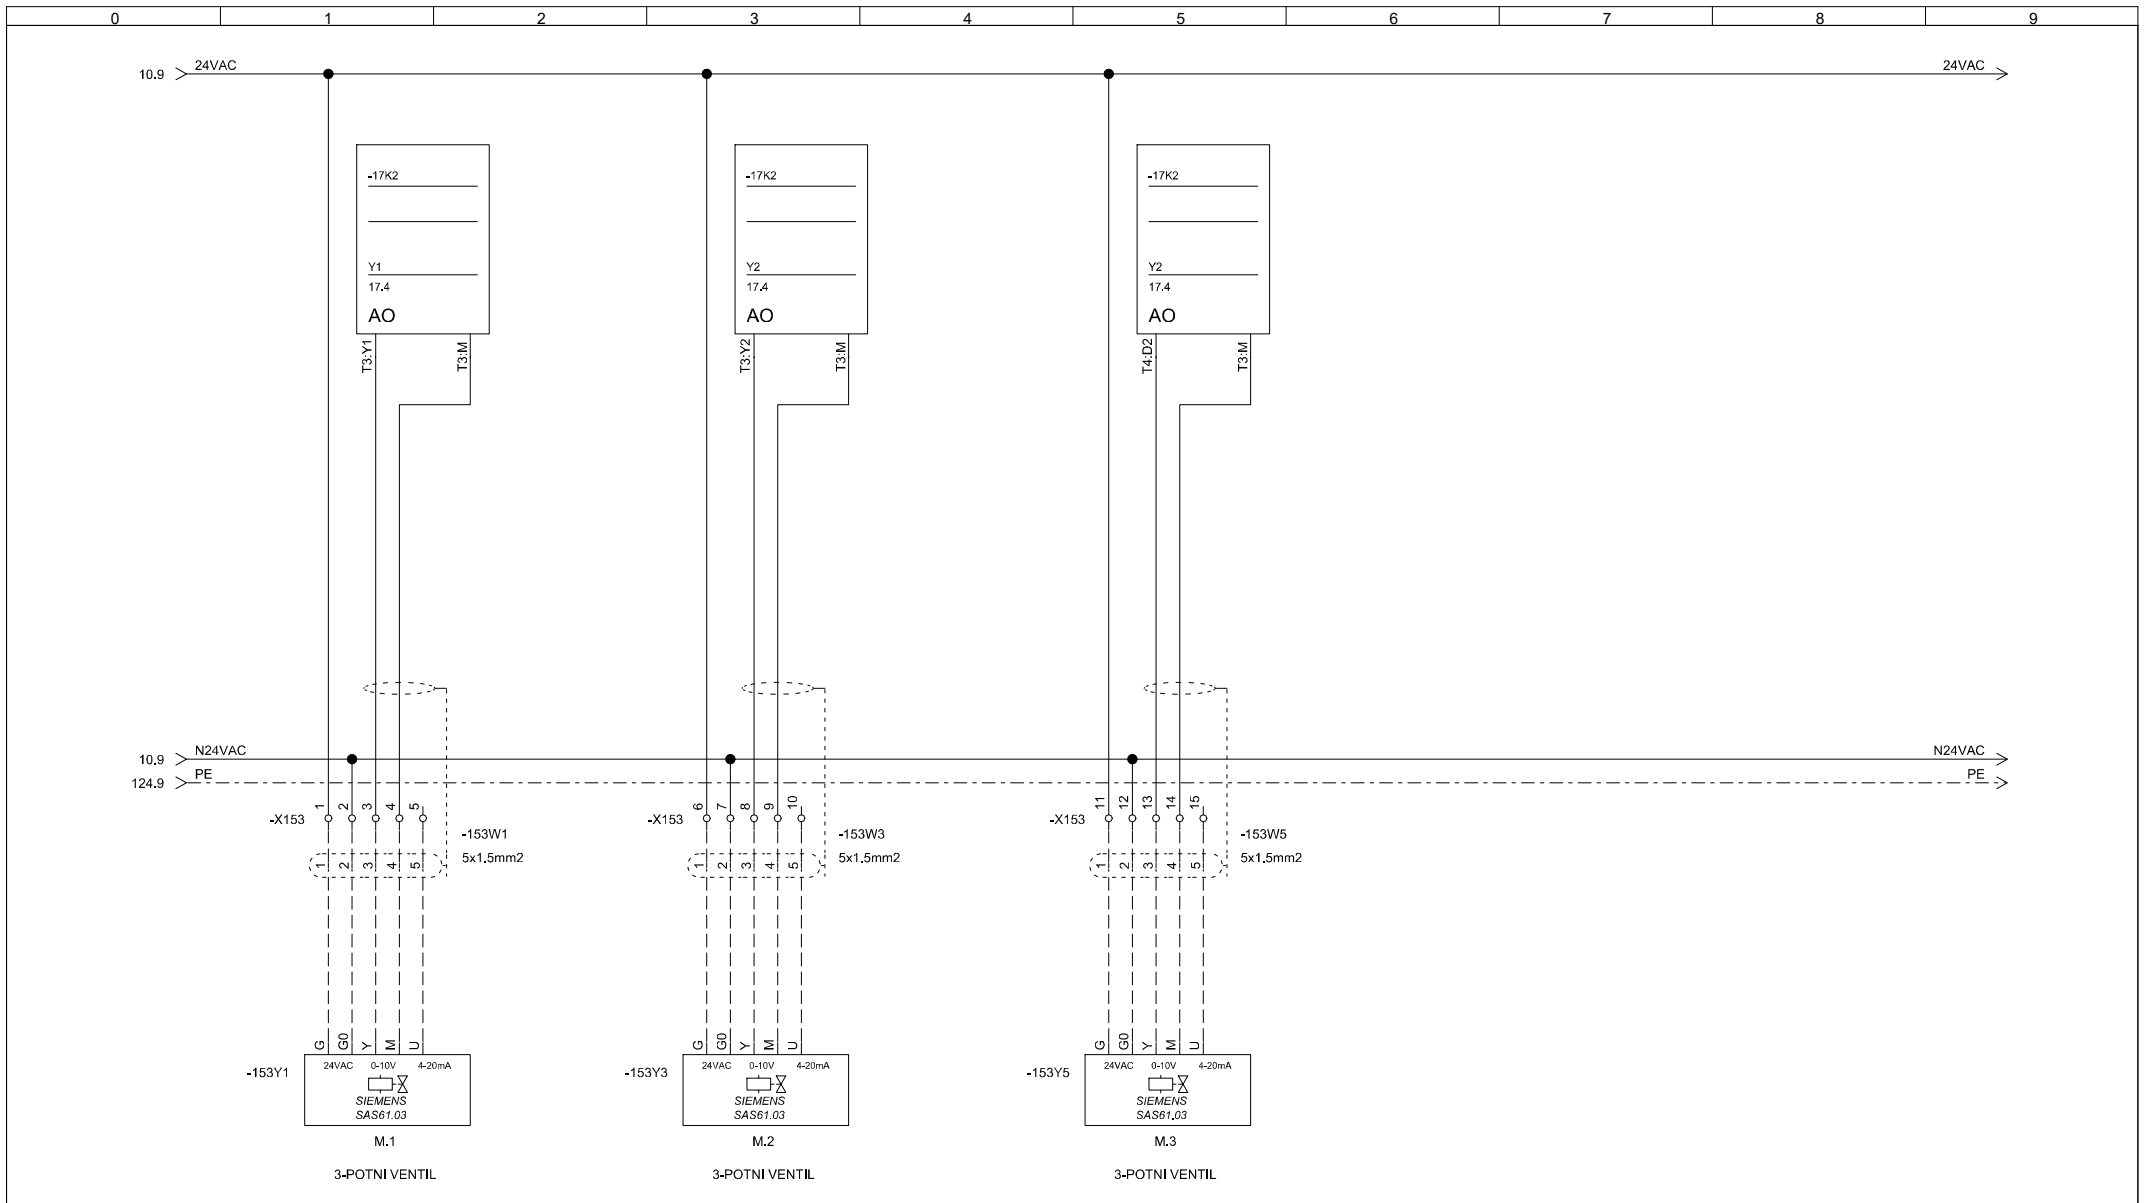 0 1 2 3 4 5 6 7 8 9
10.9 24VAC 24VAC
-17K2 -17K2 -17K2
Y1 Y2 Y2
17.4 17.4 17.4
AO AO AO
T3:Y1 T3:M T3:Y2 T3:M T4:D2 T3:M
10.9 N24VAC N24VAC
124.9 PE PE
1 2 3 4 5 6 7 8 9 10 11 12 13 14 15
-X153 -X153 -X153
-153W1 -153W3 -153W5
5x1.5mm2 5x1.5mm2 5x1.5mm2
1 2 3 4 5 1 2 3 4 5 1 2 3 4 5
G G0 Y M U G G0 Y M U G G0 Y M U
-153Y1 24VAC 0-10V 4-20mA -153Y3 24VAC 0-10V 4-20mA -153Y5 24VAC 0-10V 4-20mA
SIEMENS SIEMENS SIEMENS
SAS61.03 SAS61.03 SAS61.03
M.1 M.2 M.3
3-POTNI VENTIL 3-POTNI VENTIL 3-POTNI VENTIL